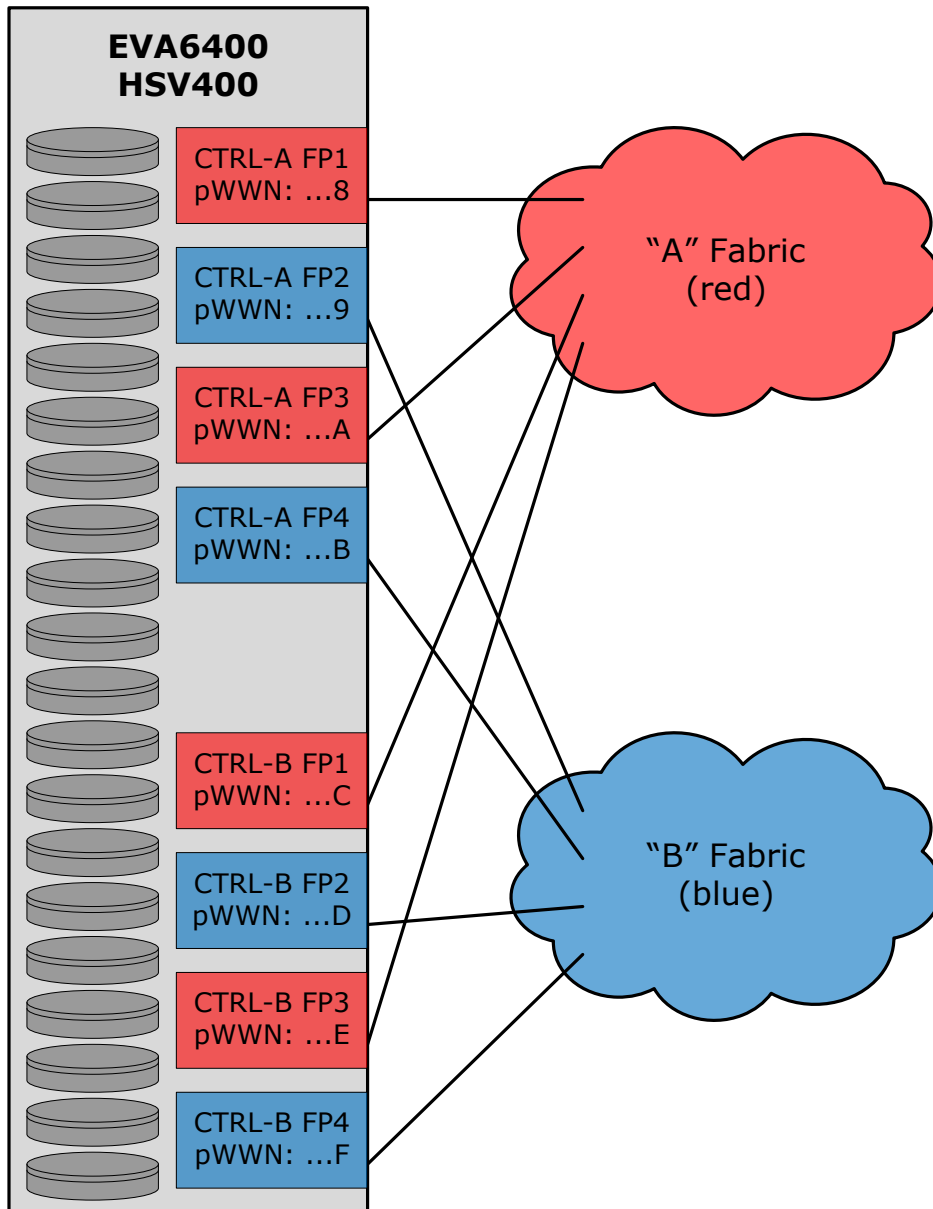 EVA6400
HSV400
CTRL-A FP1
pWWN: ...8
CTRL-A FP2
pWWN: ...9
CTRL-A FP3
pWWN: ...A
CTRL-A FP4
pWWN: ...B
CTRL-B FP1
pWWN: ...C
CTRL-B FP2
pWWN: ...D
CTRL-B FP3
pWWN: ...E
CTRL-B FP4
pWWN: ...F
“A” Fabric
(red)
“B” Fabric
(blue)